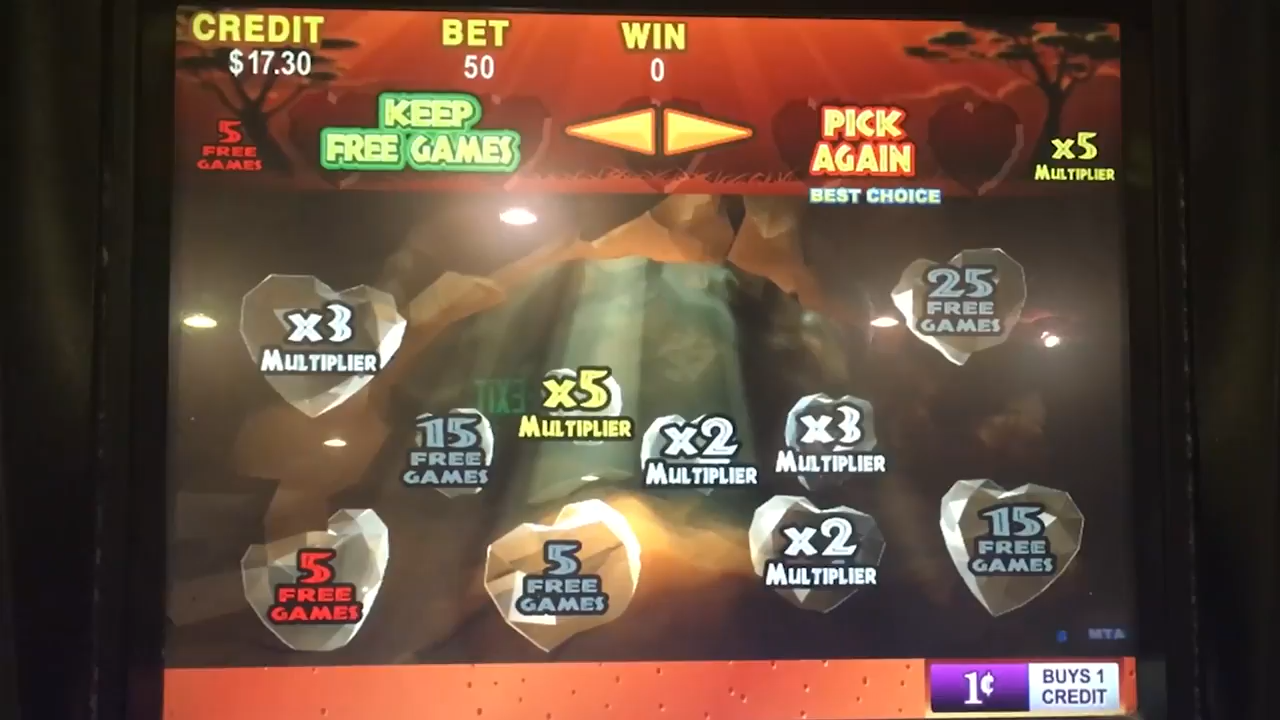 CREDIT
$17.30
BET
50
WIN
0
5
FREE
GAMES
KEEP
FREE GAMES
PICK
AGAIN
BEST CHOICE
x5
MULTIPLIER
x3
MULTIPLIER
25
FREE
GAMES
15
FREE
GAMES
x5
MULTIPLIER
x2
MULTIPLIER
x3
MULTIPLIER
5
FREE
GAMES
5
FREE
GAMES
x2
MULTIPLIER
15
FREE
GAMES
MTA
1¢
BUYS 1
CREDIT